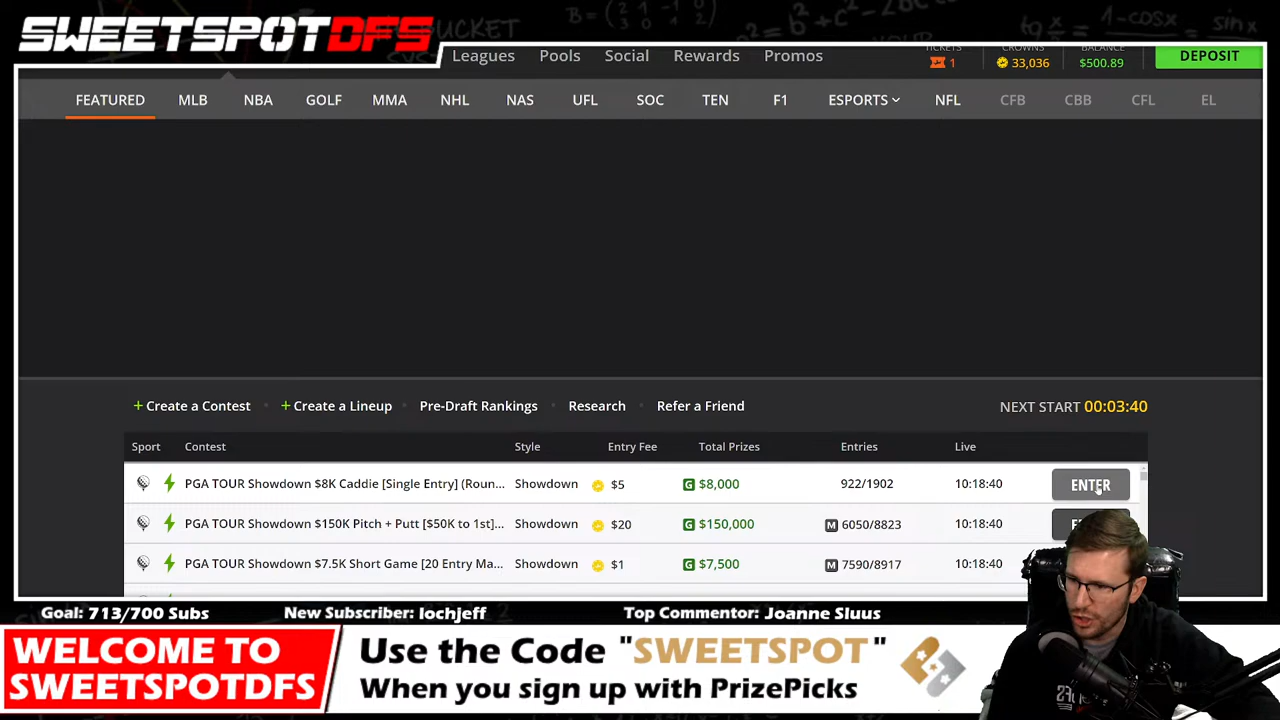 SWEETSPOTDFS
Leagues Pools Social Rewards Promos
TICKETS 1 CROWNS 33,036 BALANCE $500.89 DEPOSIT
FEATURED MLB NBA GOLF MMA NHL NAS UFL SOC TEN F1 ESPORTS NFL CFB CBB CFL EL
+ Create a Contest + Create a Lineup Pre-Draft Rankings Research Refer a Friend NEXT START 00:03:40
Sport Contest Style Entry Fee Total Prizes Entries Live
PGA TOUR Showdown $8K Caddie [Single Entry] (Roun... Showdown $5 G $8,000 922/1902 10:18:40 ENTER
PGA TOUR Showdown $150K Pitch + Putt [$50K to 1st]... Showdown $20 G $150,000 M 6050/8823 10:18:40
PGA TOUR Showdown $7.5K Short Game [20 Entry Ma... Showdown $1 G $7,500 M 7590/8917 10:18:40
Goal: 713/700 Subs New Subscriber: lochjeff Top Commentor: Joanne Sluus
WELCOME TO
SWEETSPOTDFS
Use the Code "SWEETSPOT"
When you sign up with PrizePicks